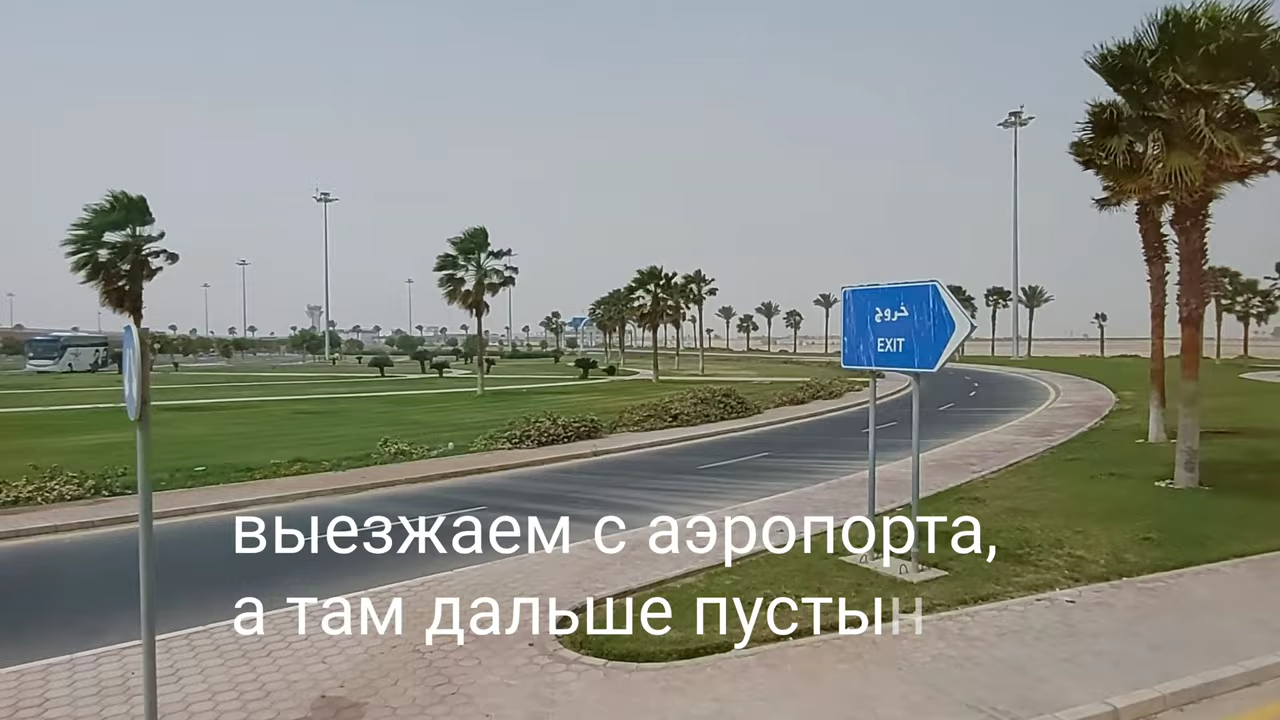 خروج
EXIT
выезжаем с аэропорта,
а там дальше пустын